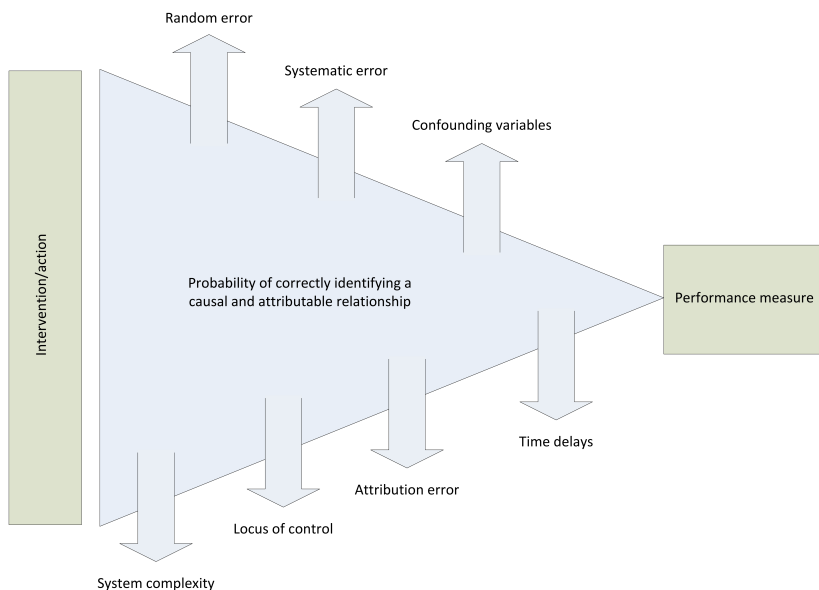 Random error
Systematic error
Confounding variables
Intervention/action
Probability of correctly identifying a
causal and attributable relationship
Performance measure
Time delays
Attribution error
Locus of control
System complexity